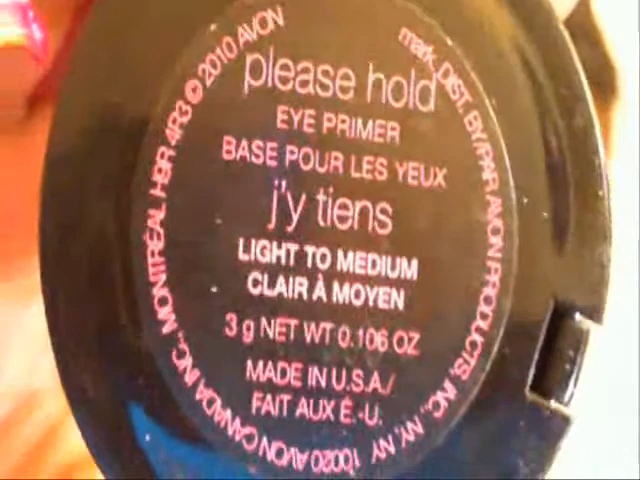 please hold
EYE PRIMER
BASE POUR LES YEUX
j'y tiens
LIGHT TO MEDIUM
CLAIR À MOYEN
3 g NET WT 0.106 OZ
MADE IN U.S.A./
FAIT AUX É.-U.
mark. DIST. BY/PAR AVON PRODUCTS, INC., NY, NY 10020 AVON CANADA INC., MONTRÉAL H9R 4R3 © 2010 AVON